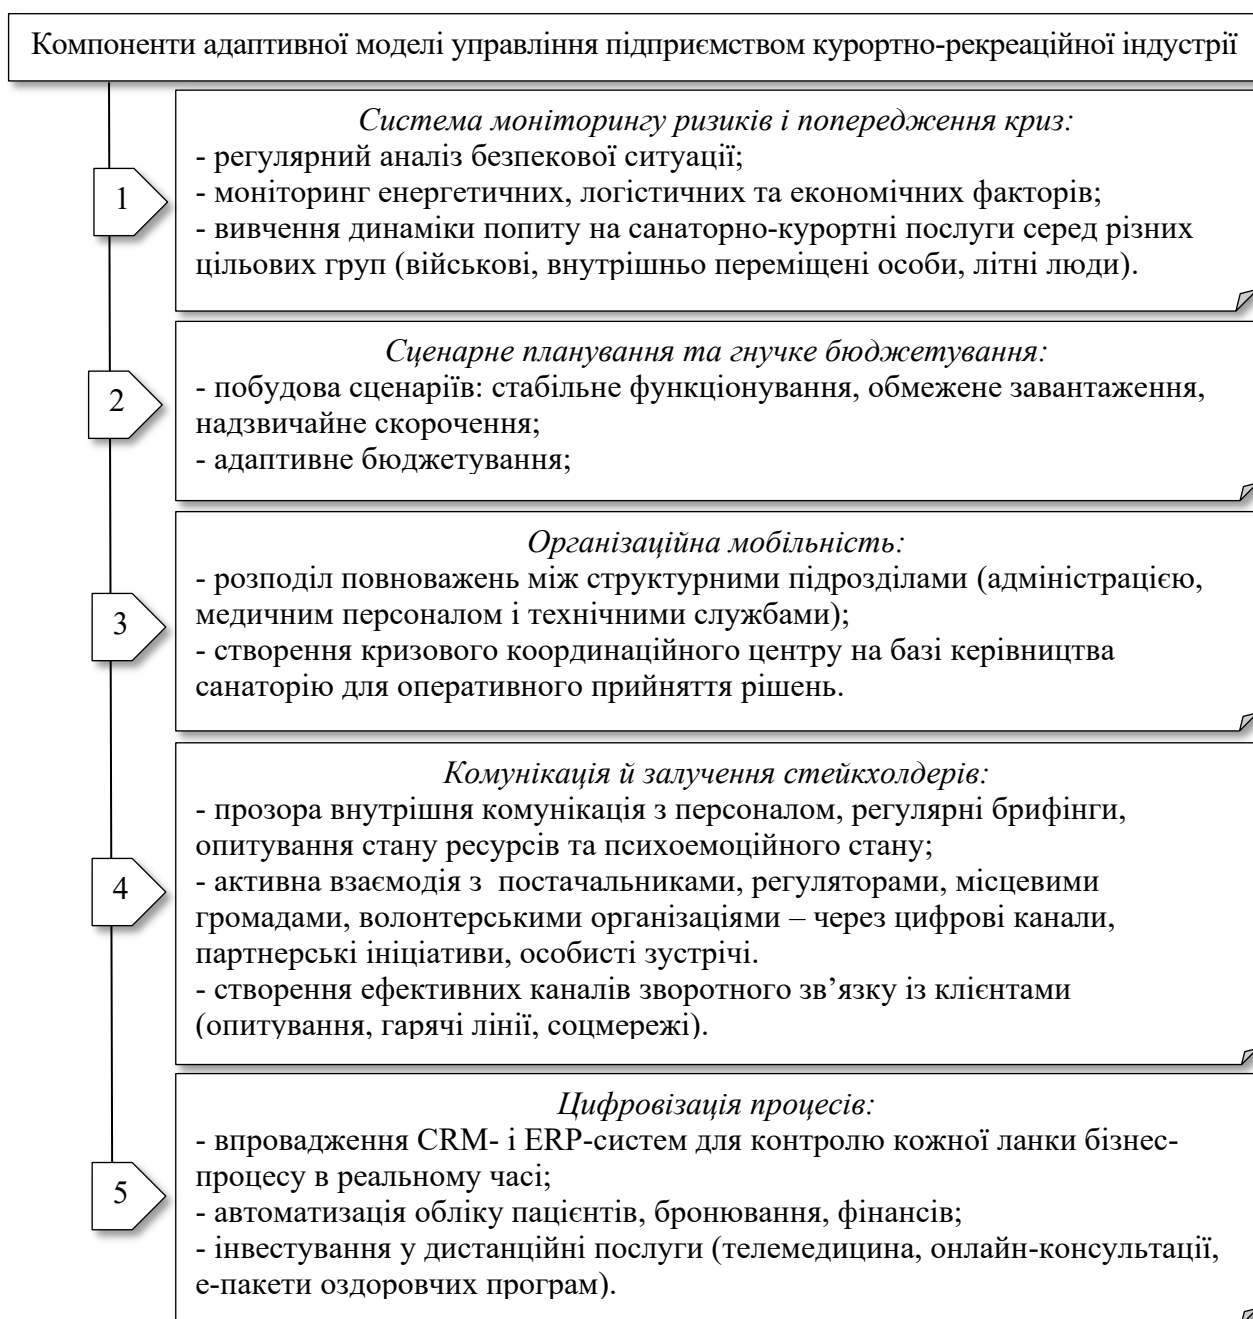 Компоненти адаптивної моделі управління підприємством курортно-рекреаційної індустрії
1
Система моніторингу ризиків і попередження криз:
- регулярний аналіз безпекової ситуації;
- моніторинг енергетичних, логістичних та економічних факторів;
- вивчення динаміки попиту на санаторно-курортні послуги серед різних
цільових груп (військові, внутрішньо переміщені особи, літні люди).
2
Сценарне планування та гнучке бюджетування:
- побудова сценаріїв: стабільне функціонування, обмежене завантаження,
надзвичайне скорочення;
- адаптивне бюджетування;
3
Організаційна мобільність:
- розподіл повноважень між структурними підрозділами (адміністрацією,
медичним персоналом і технічними службами);
- створення кризового координаційного центру на базі керівництва
санаторію для оперативного прийняття рішень.
4
Комунікація й залучення стейкхолдерів:
- прозора внутрішня комунікація з персоналом, регулярні брифінги,
опитування стану ресурсів та психоемоційного стану;
- активна взаємодія з  постачальниками, регуляторами, місцевими
громадами, волонтерськими організаціями – через цифрові канали,
партнерські ініціативи, особисті зустрічі.
- створення ефективних каналів зворотного зв’язку із клієнтами
(опитування, гарячі лінії, соцмережі).
5
Цифровізація процесів:
- впровадження CRM- і ERP-систем для контролю кожної ланки бізнес-
процесу в реальному часі;
- автоматизація обліку пацієнтів, бронювання, фінансів;
- інвестування у дистанційні послуги (телемедицина, онлайн-консультації,
е-пакети оздоровчих програм).